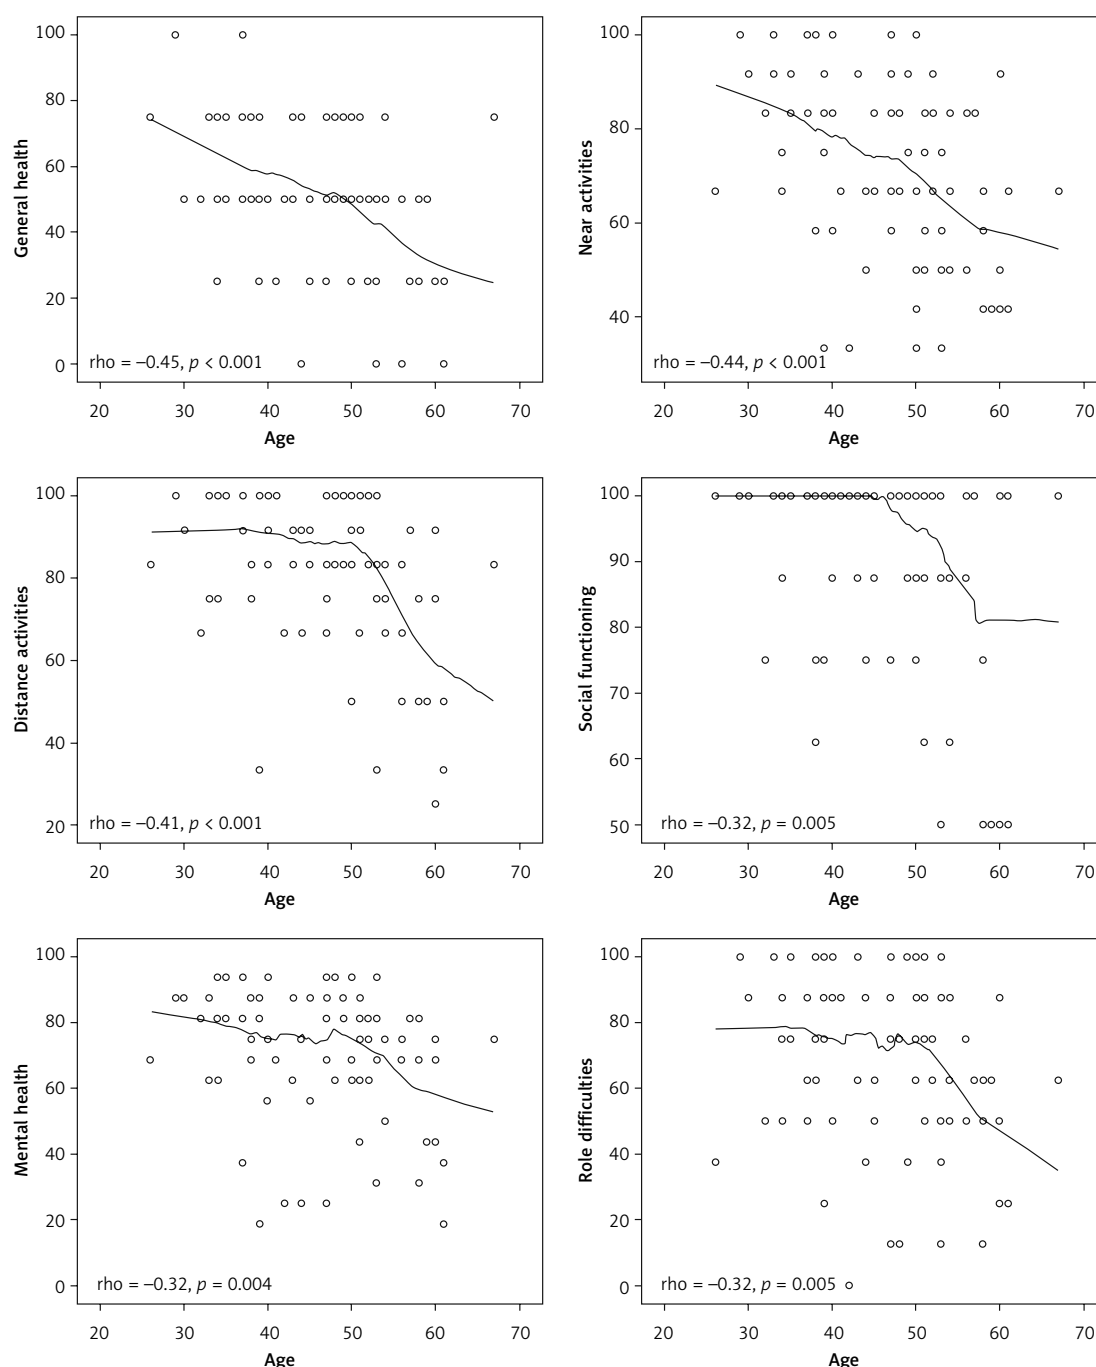 General health
100
80
60
40
20
0
rho = −0.45, p < 0.001
20 30 40 50 60 70
Age
Near activities
100
80
60
40
rho = −0.44, p < 0.001
20 30 40 50 60 70
Age
Distance activities
100
80
60
40
20
rho = −0.41, p < 0.001
20 30 40 50 60 70
Age
Social functioning
100
90
80
70
60
50
rho = −0.32, p = 0.005
20 30 40 50 60 70
Age
Mental health
100
80
60
40
20
0
rho = −0.32, p = 0.004
20 30 40 50 60 70
Age
Role difficulties
100
80
60
40
20
0
rho = −0.32, p = 0.005
20 30 40 50 60 70
Age